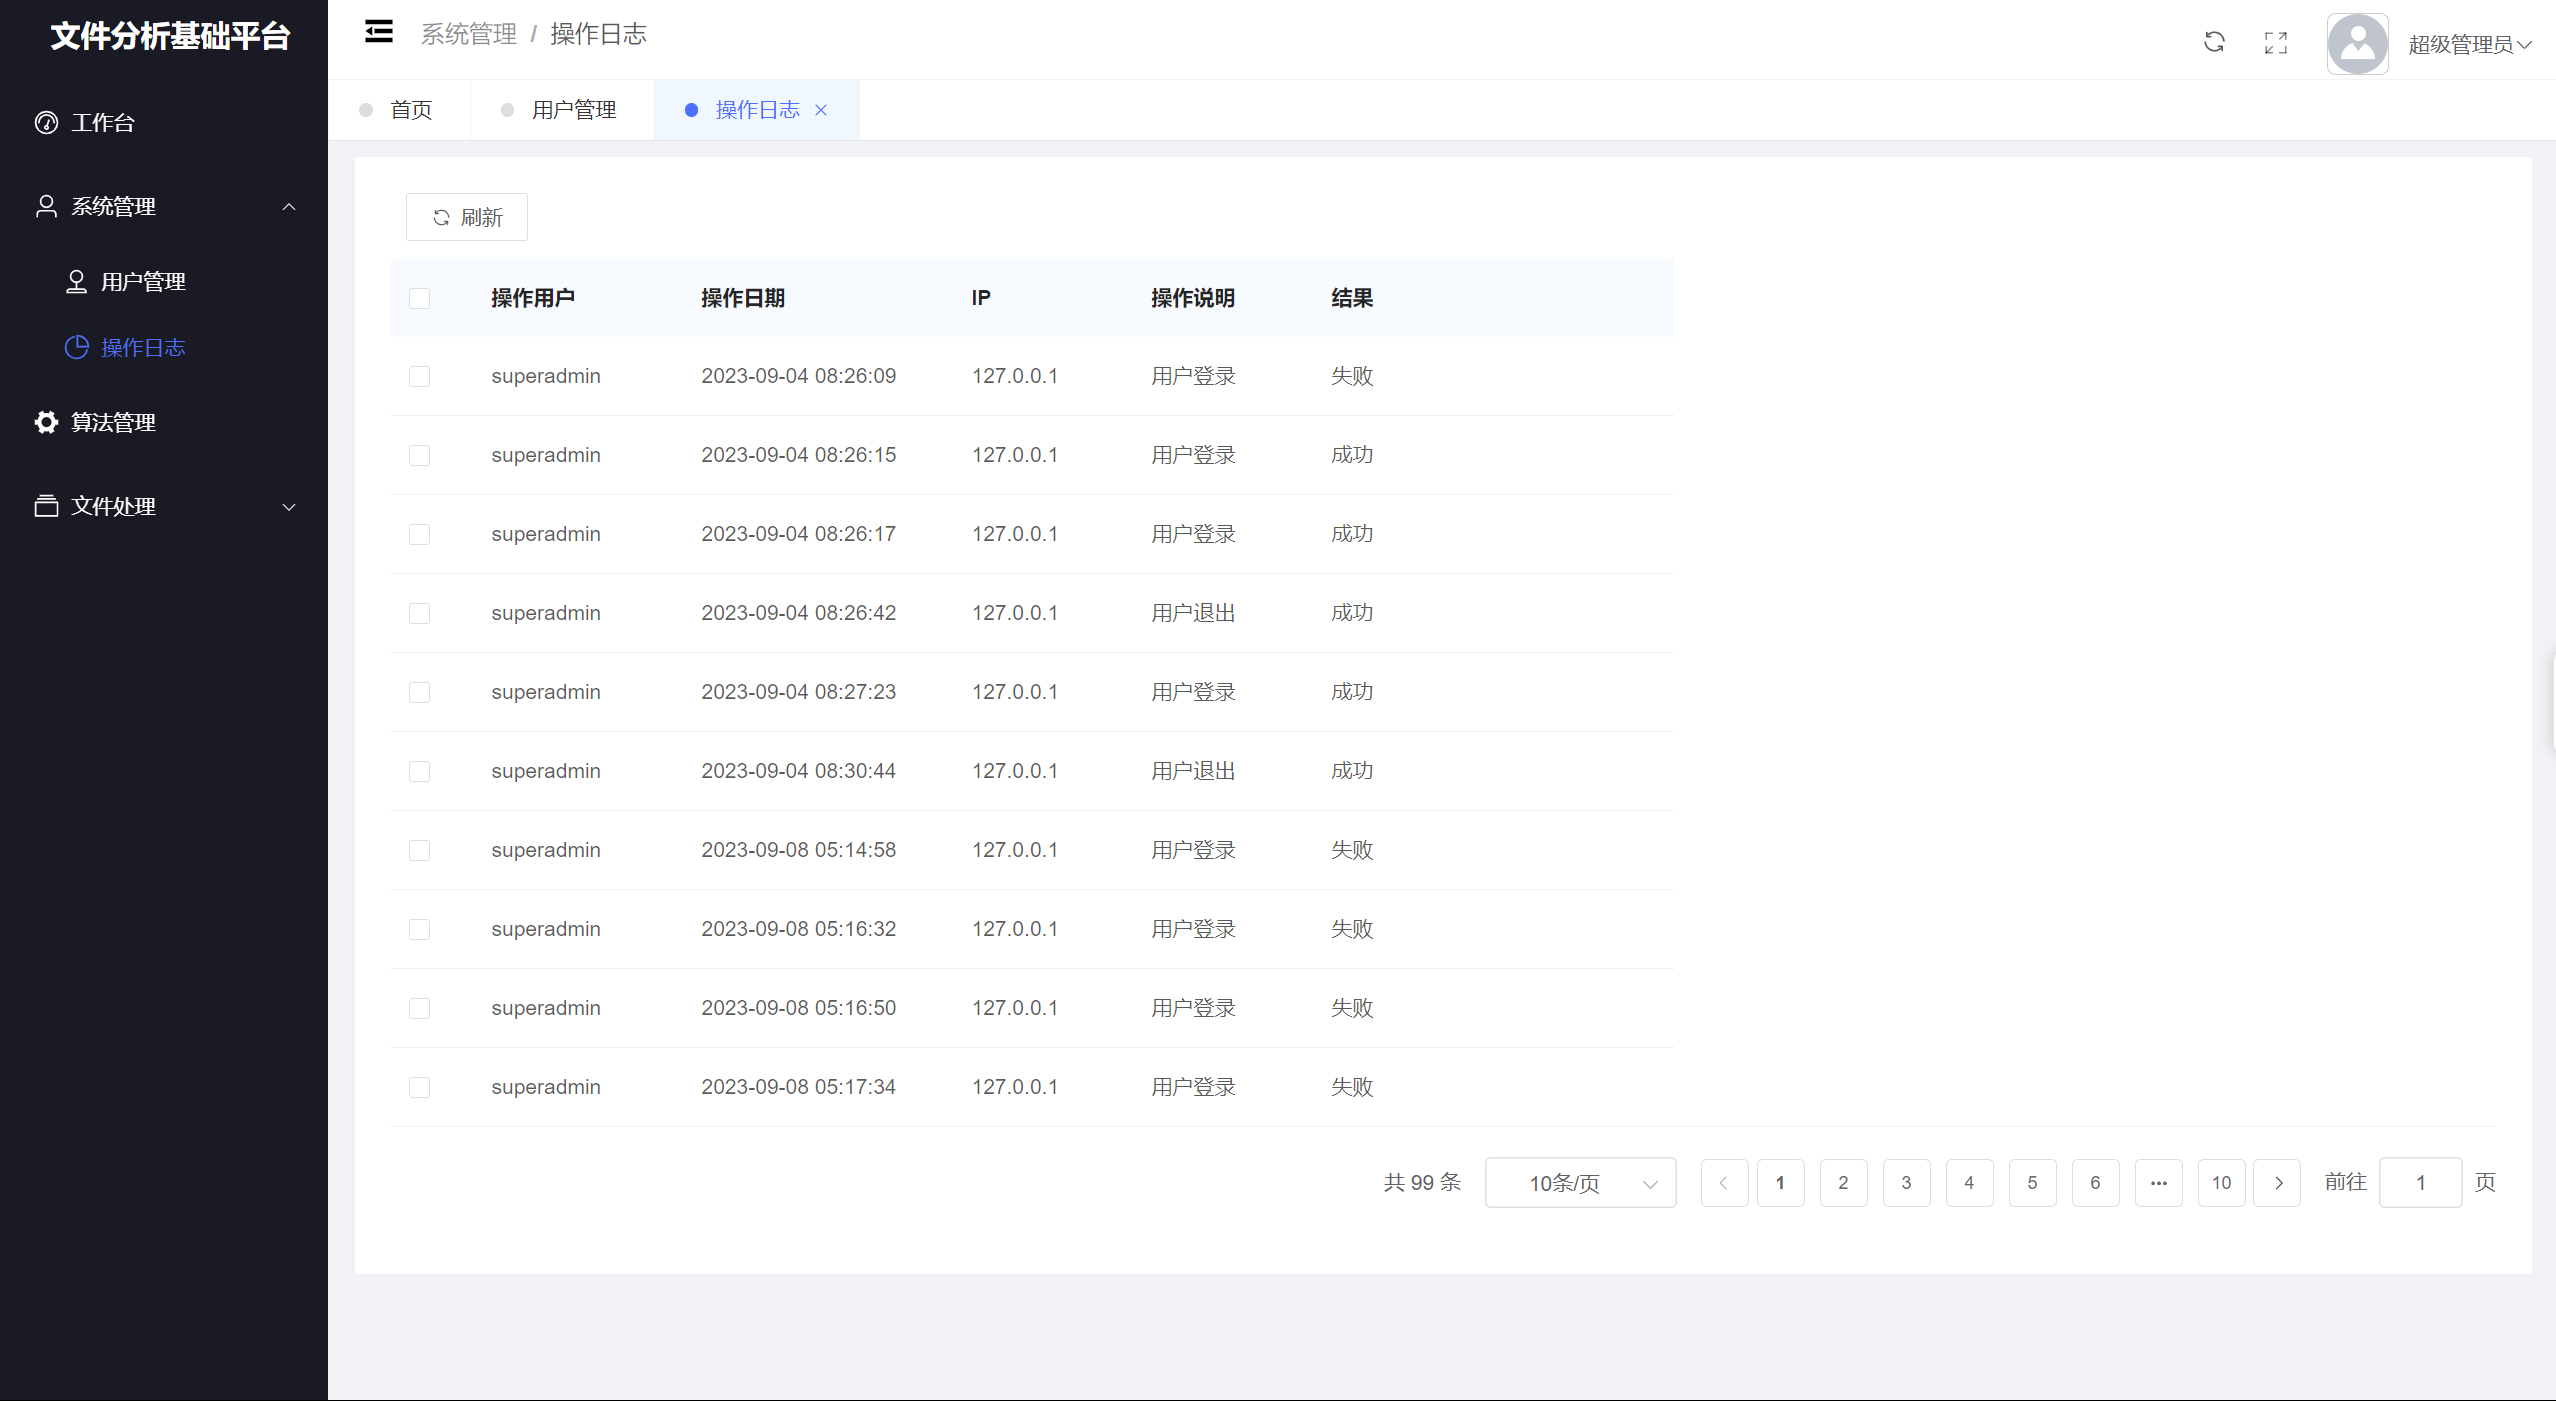 文件分析基础平台
工作台
系统管理
用户管理
操作日志
算法管理
文件处理
系统管理 / 操作日志
超级管理员
首页 用户管理 操作日志
刷新
操作用户 操作日期 IP 操作说明 结果
superadmin 2023-09-04 08:26:09 127.0.0.1 用户登录 失败
superadmin 2023-09-04 08:26:15 127.0.0.1 用户登录 成功
superadmin 2023-09-04 08:26:17 127.0.0.1 用户登录 成功
superadmin 2023-09-04 08:26:42 127.0.0.1 用户退出 成功
superadmin 2023-09-04 08:27:23 127.0.0.1 用户登录 成功
superadmin 2023-09-04 08:30:44 127.0.0.1 用户退出 成功
superadmin 2023-09-08 05:14:58 127.0.0.1 用户登录 失败
superadmin 2023-09-08 05:16:32 127.0.0.1 用户登录 失败
superadmin 2023-09-08 05:16:50 127.0.0.1 用户登录 失败
superadmin 2023-09-08 05:17:34 127.0.0.1 用户登录 失败
共 99 条 10条/页 1 2 3 4 5 6 ••• 10 前往 1 页